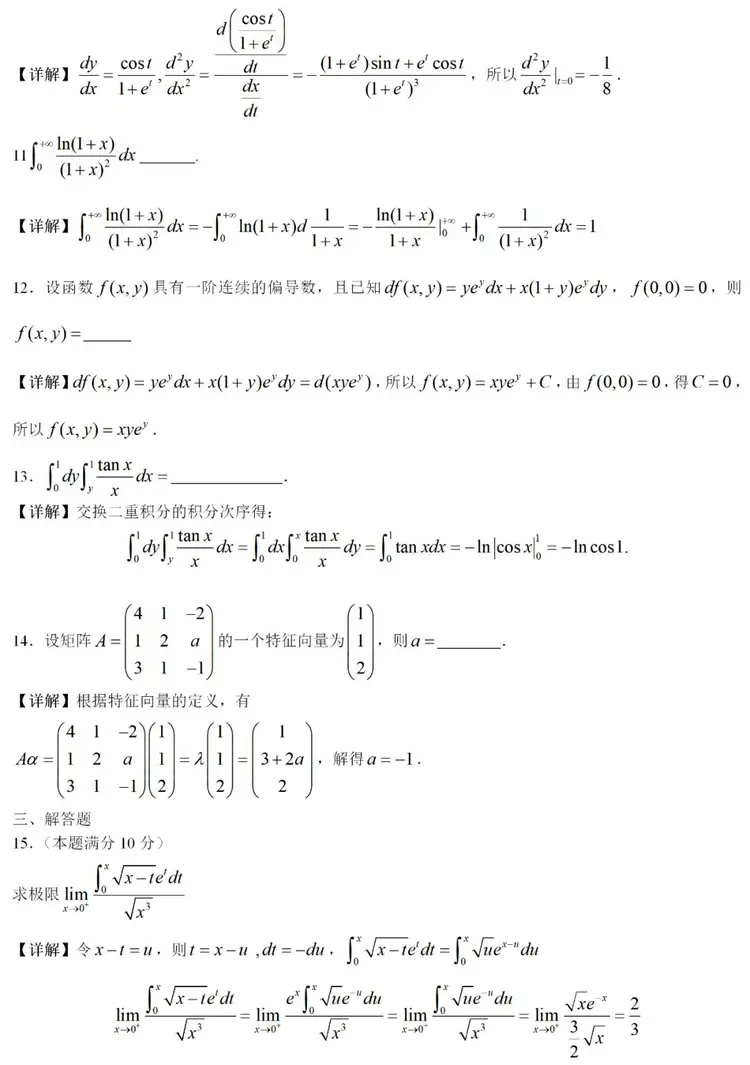 【详解】$\frac{dy}{dx}=\frac{\cos t}{1+e^t},\frac{d^2y}{dx^2}=\frac{\frac{d\left(\frac{\cos t}{1+e^t}\right)}{dt}}{\frac{dx}{dt}}=-\frac{(1+e^t)\sin t+e^t\cos t}{(1+e^t)^3}$，所以$\frac{d^2y}{dx^2}|_{t=0}=-\frac{1}{8}$．
11$\int_0^{+\infty}\frac{\ln(1+x)}{(1+x)^2}dx$______.
【详解】$\int_0^{+\infty}\frac{\ln(1+x)}{(1+x)^2}dx=-\int_0^{+\infty}\ln(1+x)d\frac{1}{1+x}=-\frac{\ln(1+x)}{1+x}|_0^{+\infty}+\int_0^{+\infty}\frac{1}{(1+x)^2}dx=1$
12．设函数$f(x,y)$具有一阶连续的偏导数，且已知$df(x,y)=ye^ydx+x(1+y)e^ydy$，$f(0,0)=0$，则
$f(x,y)=$______
【详解】$df(x,y)=ye^ydx+x(1+y)e^ydy=d(xye^y)$，所以$f(x,y)=xye^y+C$，由$f(0,0)=0$，得$C=0$，
所以$f(x,y)=xye^y$．
13．$\int_0^1dy\int_y^1\frac{\tan x}{x}dx=$____________．
【详解】交换二重积分的积分次序得：
$\int_0^1dy\int_y^1\frac{\tan x}{x}dx=\int_0^1dx\int_0^x\frac{\tan x}{x}dy=\int_0^1\tan xdx=-\ln|\cos x|_0^1=-\ln\cos1.$
14．设矩阵$A=\begin{pmatrix}4&1&-2\\1&2&a\\3&1&-1\end{pmatrix}$的一个特征向量为$\begin{pmatrix}1\\1\\2\end{pmatrix}$，则$a=$_______．
【详解】根据特征向量的定义，有
$A\alpha=\begin{pmatrix}4&1&-2\\1&2&a\\3&1&-1\end{pmatrix}\begin{pmatrix}1\\1\\2\end{pmatrix}=\lambda\begin{pmatrix}1\\1\\2\end{pmatrix}=\begin{pmatrix}1\\3+2a\\2\end{pmatrix}$，解得$a=-1$．
三、解答题
15．（本题满分 10 分）
求极限$\lim_{x\to0^+}\frac{\int_0^x\sqrt{x-t}e^tdt}{\sqrt{x^3}}$
【详解】令$x-t=u$，则$t=x-u$ ,$dt=-du$，$\int_0^x\sqrt{x-t}e^tdt=\int_0^x\sqrt{u}e^{x-u}du$
$\lim_{x\to0^+}\frac{\int_0^x\sqrt{x-t}e^tdt}{\sqrt{x^3}}=\lim_{x\to0^+}\frac{e^x\int_0^x\sqrt{u}e^{-u}du}{\sqrt{x^3}}=\lim_{x\to0^+}\frac{\int_0^x\sqrt{u}e^{-u}du}{\sqrt{x^3}}=\lim_{x\to0^+}\frac{\sqrt{x}e^{-x}}{\frac{3}{2}\sqrt{x}}=\frac{2}{3}$